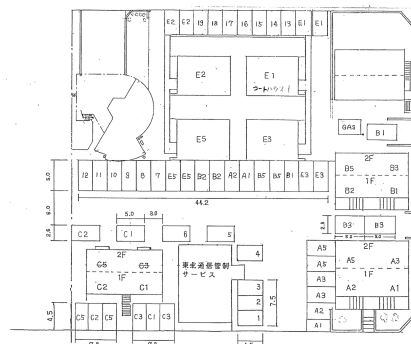 E2 E2 19 18 17 16 15 14 13 E1 E1
E2
E1
E5
E3
GAS
B1
2F
B5 B3
1F
B2 B1
12 11 10 9 8 7 E5 E5 B2 B2 A2 A1 B5 B5 B1 E3 E3
5.0
44.2
6.0
5.0 3.0
2.5
C2
C1
6
5
2F
C5 C3
1F
C2 C1
東北通信管制
サービス
4
3
2
1
7.5
B3 B3
A5
A5
A3
A3
A2
A1
2F
A5 A3
1F
A2 A1
4.5
C5 C2 C5
C3 C1 C3